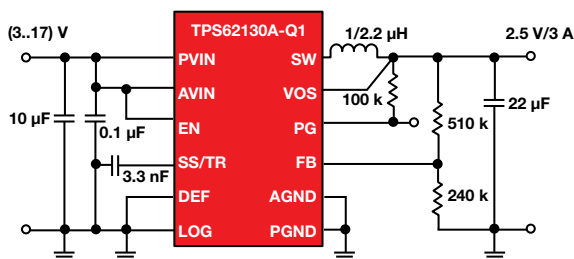 TPS62130A-Q1
(3..17) V
1/2.2 µH
2.5 V/3 A
PVIN
SW
AVIN
VOS
100 k
10 µF
0.1 µF
EN
PG
510 k
22 µF
3.3 nF
SS/TR
FB
DEF
AGND
240 k
LOG
PGND